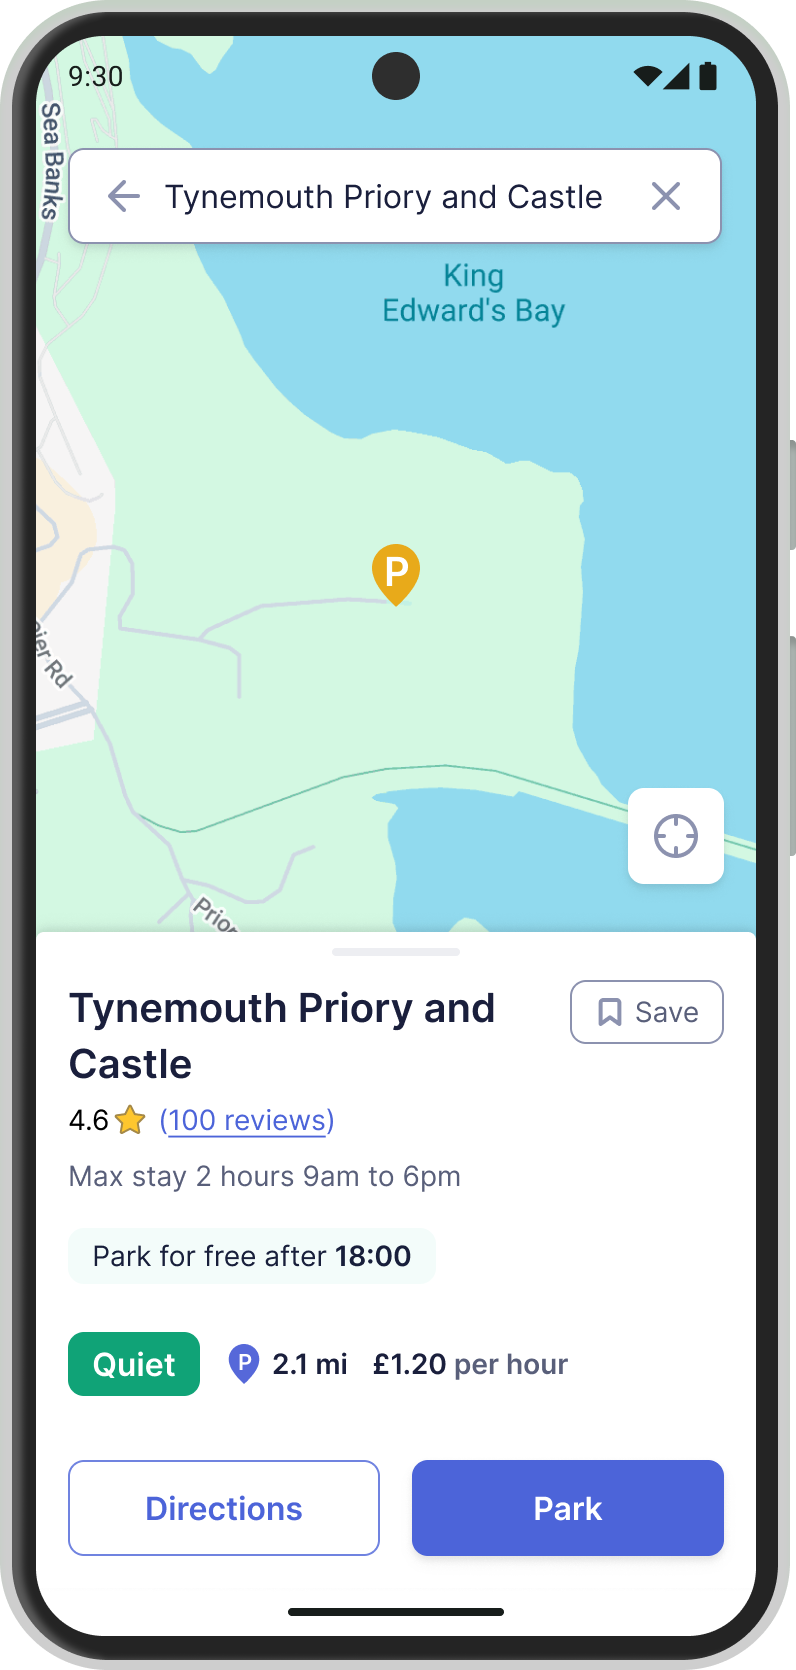 9:30
Sea Banks
Tynemouth Priory and Castle
King
Edward's Bay
P
Pier Rd
Prior
Tynemouth Priory and
Castle
Save
4.6 (100 reviews)
Max stay 2 hours 9am to 6pm
Park for free after 18:00
Quiet P 2.1 mi £1.20 per hour
Directions
Park